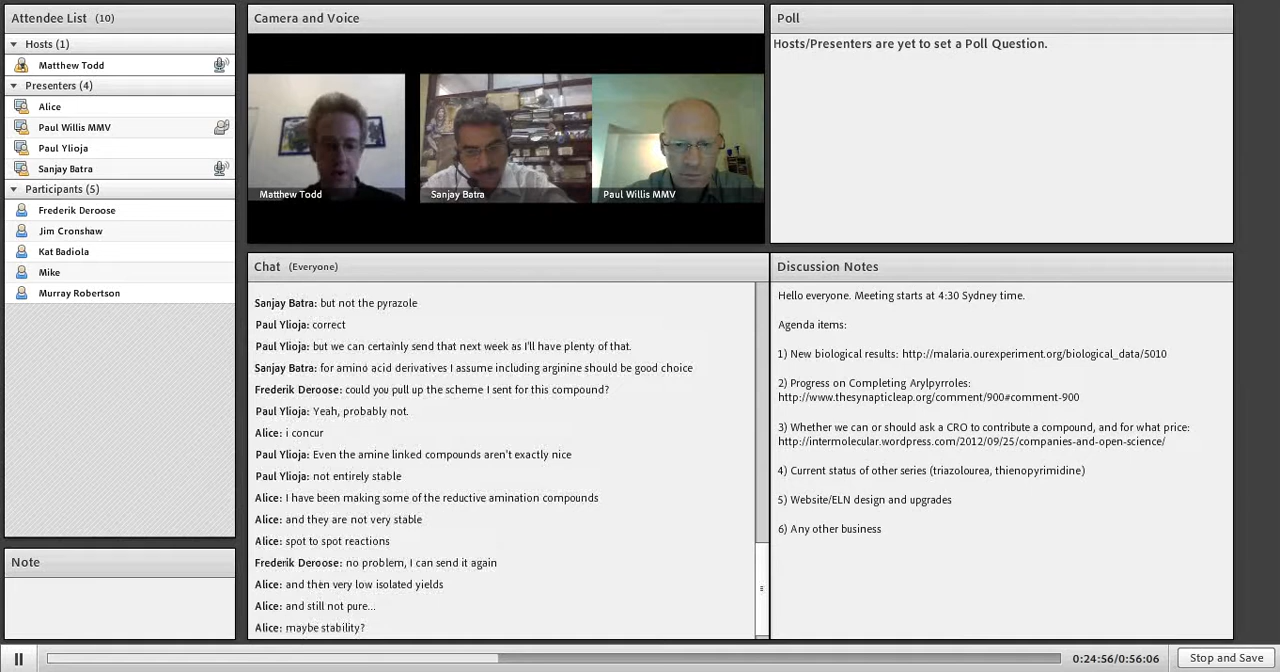 Attendee List (10)
Hosts (1)
Matthew Todd
Presenters (4)
Alice
Paul Willis MMV
Paul Ylioja
Sanjay Batra
Participants (5)
Frederik Deroose
Jim Cronshaw
Kat Badiola
Mike
Murray Robertson
Note
Camera and Voice
Matthew Todd
Sanjay Batra
Paul Willis MMV
Poll
Hosts/Presenters are yet to set a Poll Question.
Chat (Everyone)
Sanjay Batra: but not the pyrazole
Paul Ylioja: correct
Paul Ylioja: but we can certainly send that next week as I'll have plenty of that.
Sanjay Batra: for amino acid derivatives I assume including arginine should be good choice
Frederik Deroose: could you pull up the scheme I sent for this compound?
Paul Ylioja: Yeah, probably not.
Alice: i concur
Paul Ylioja: Even the amine linked compounds aren't exactly nice
Paul Ylioja: not entirely stable
Alice: I have been making some of the reductive amination compounds
Alice: and they are not very stable
Alice: spot to spot reactions
Frederik Deroose: no problem, I can send it again
Alice: and then very low isolated yields
Alice: and still not pure...
Alice: maybe stability?
Discussion Notes
Hello everyone. Meeting starts at 4:30 Sydney time.
Agenda items:
1) New biological results: http://malaria.ourexperiment.org/biological_data/5010
2) Progress on Completing Arylpyrroles:
http://www.thesynapticleap.org/comment/900#comment-900
3) Whether we can or should ask a CRO to contribute a compound, and for what price:
http://intermolecular.wordpress.com/2012/09/25/companies-and-open-science/
4) Current status of other series (triazolourea, thienopyrimidine)
5) Website/ELN design and upgrades
6) Any other business
0:24:56/0:56:06
Stop and Save